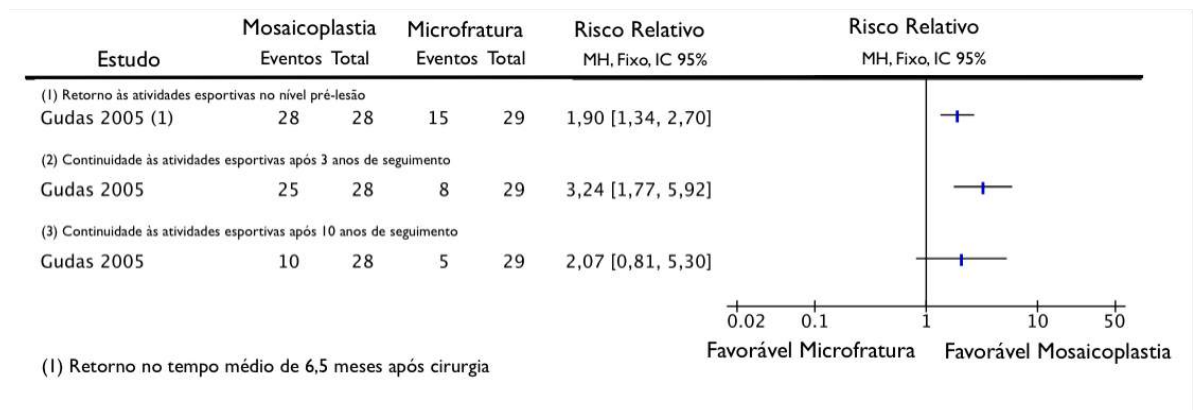 Mosaicoplastia Microfratura Risco Relativo Risco Relativo
Estudo Eventos Total Eventos Total MH, Fixo, IC 95% MH, Fixo, IC 95%
(1) Retorno às atividades esportivas no nível pré-lesão
Gudas 2005 (1) 28 28 15 29 1,90 [1,34, 2,70]
(2) Continuidade às atividades esportivas após 3 anos de seguimento
Gudas 2005 25 28 8 29 3,24 [1,77, 5,92]
(3) Continuidade às atividades esportivas após 10 anos de seguimento
Gudas 2005 10 28 5 29 2,07 [0,81, 5,30]
0.02 0.1 1 10 50
Favorável Microfratura Favorável Mosaicoplastia
(1) Retorno no tempo médio de 6,5 meses após cirurgia